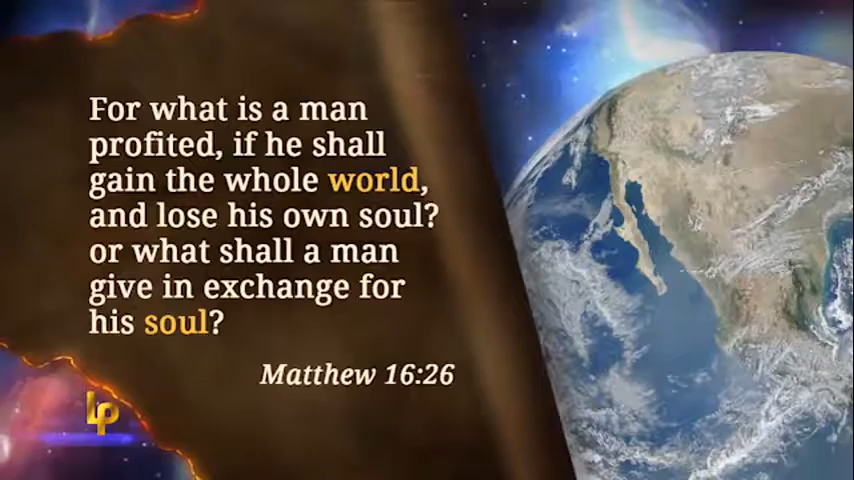 For what is a man
profited, if he shall
gain the whole world,
and lose his own soul?
or what shall a man
give in exchange for
his soul?
Matthew 16:26
LP